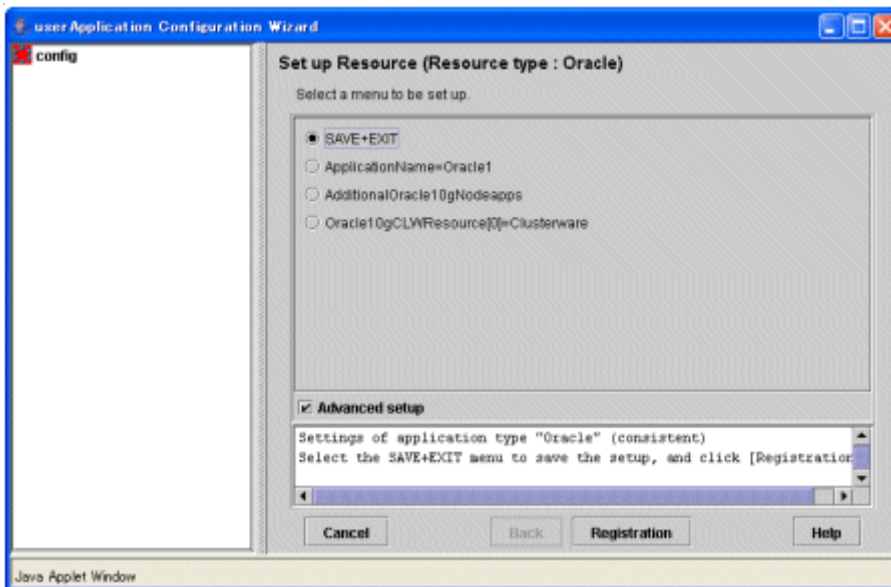 userApplication Configuration Wizard
config
Set up Resource (Resource type : Oracle)
Select a menu to be set up.
SAVE+EXIT
ApplicationName=Oracle1
AdditionalOracle10gNodeapps
Oracle10gCLWResource[0]=Clusterware
Advanced setup
Settings of application type "Oracle" (consistent)
Select the SAVE+EXIT menu to save the setup, and click [Registration
Cancel
Back
Registration
Help
Java Applet Window